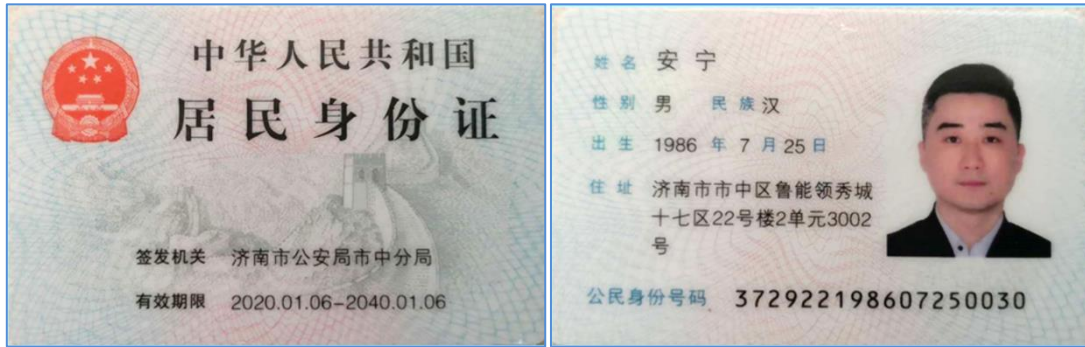 中华人民共和国
居民身份证
签发机关 济南市公安局市中分局
有效期限 2020.01.06-2040.01.06
姓名 安宁
性别 男 民族 汉
出生 1986 年 7 月 25 日
住址 济南市市中区鲁能领秀城
十七区22号楼2单元3002
号
公民身份号码 372922198607250030